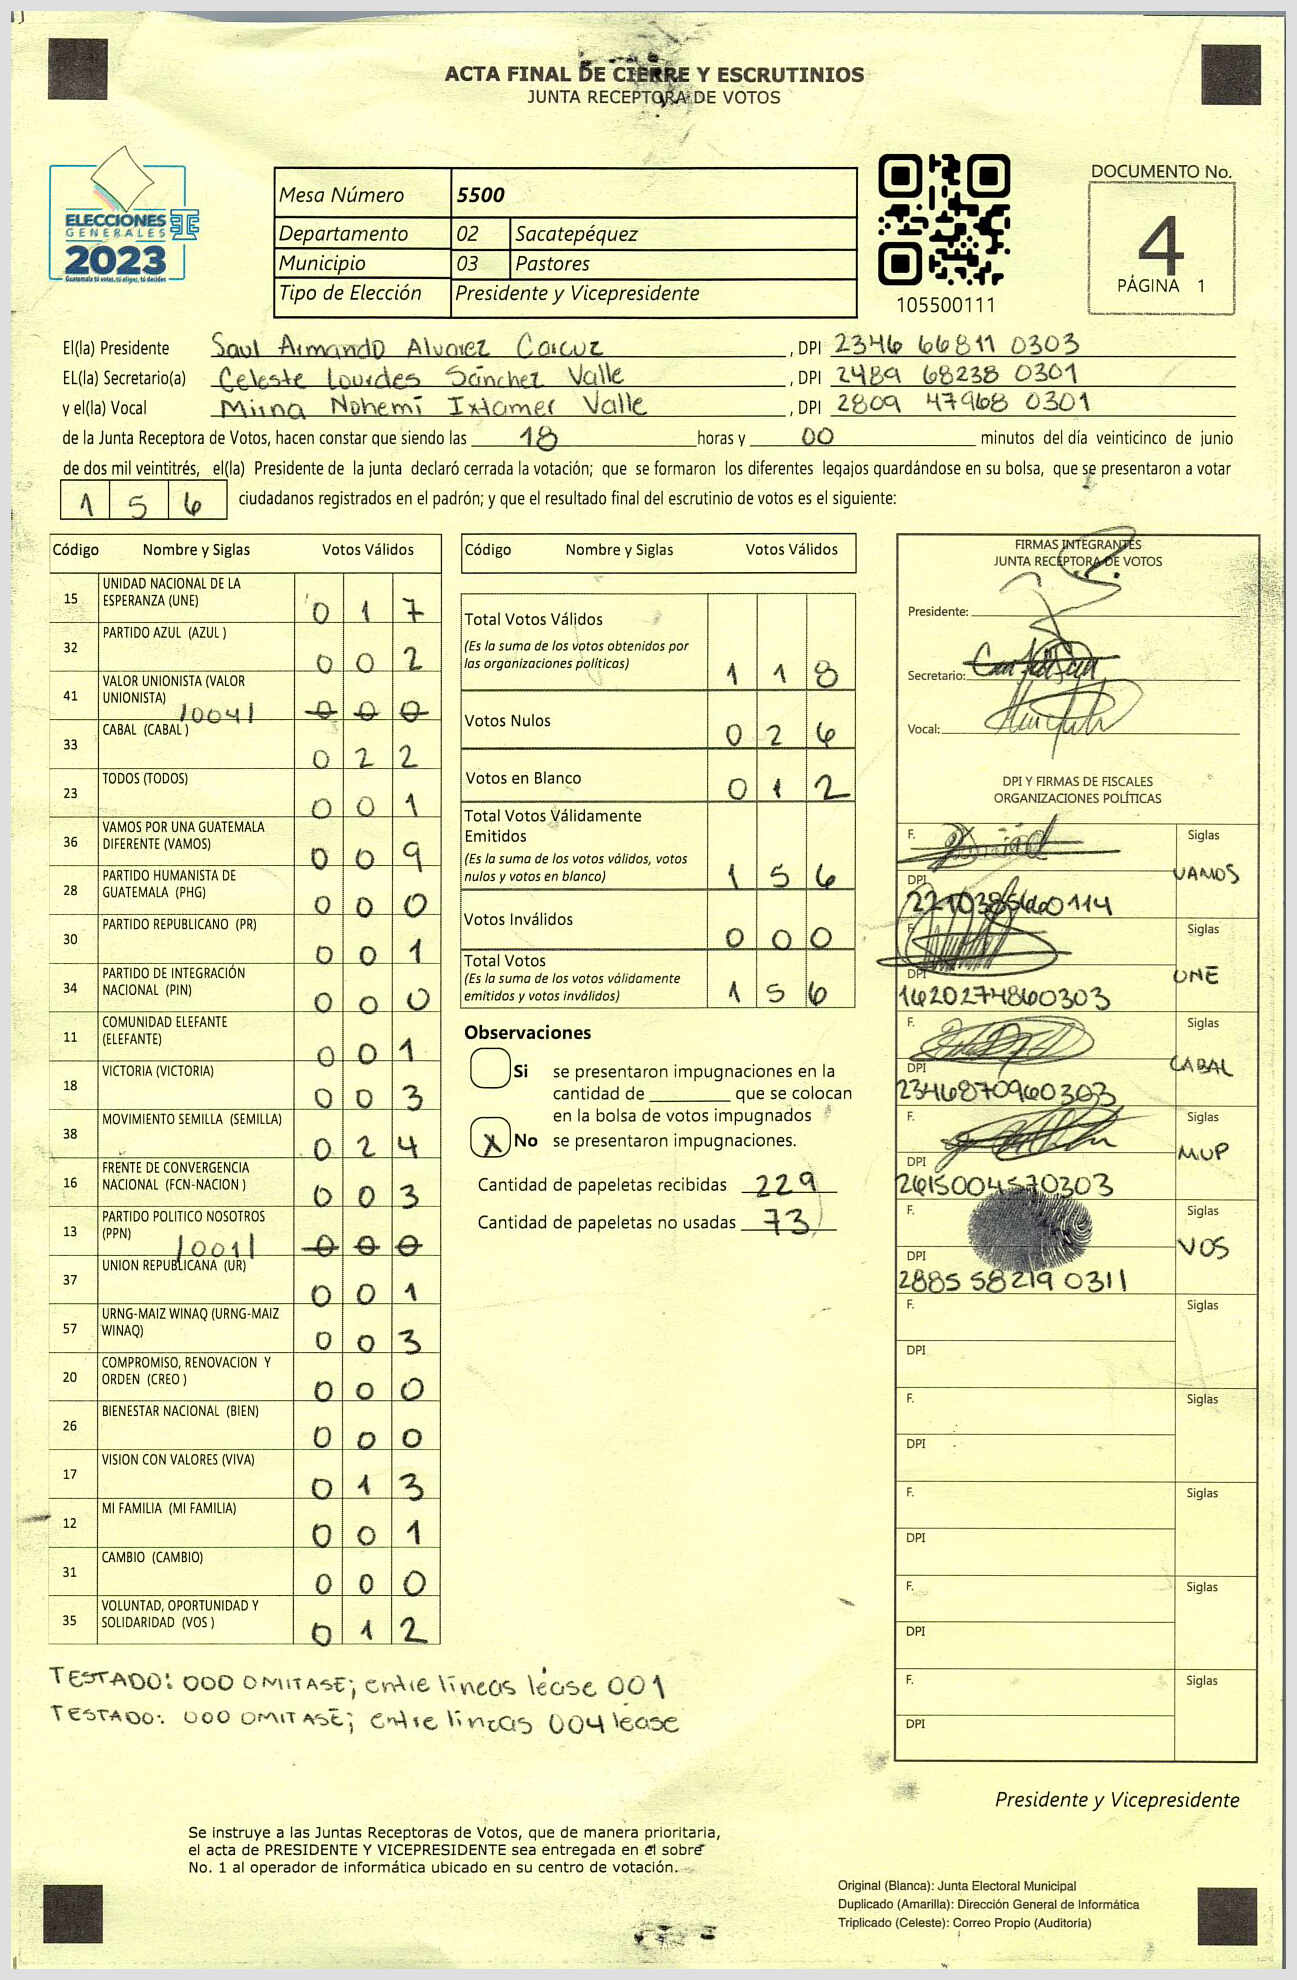 ACTA FINAL DE CIERRE Y ESCRUTINIOS
JUNTA RECEPTORA DE VOTOS
ELECCIONES
GENERALES
2023
Guatemala tú votas, tú eliges, tú decides
Mesa Número 5500
Departamento 02 Sacatepéquez
Municipio 03 Pastores
Tipo de Elección Presidente y Vicepresidente
105500111
DOCUMENTO No.
4
PÁGINA 1
El(la) Presidente Saul Armando Alvarez Carcuz, DPI 2346 66811 0303
EL(la) Secretario(a) Celeste Lourdes Sánchez Valle, DPI 2489 68238 0301
y el(la) Vocal Mirna Nohemí Ixtamer Valle, DPI 2809 47968 0301
de la Junta Receptora de Votos, hacen constar que siendo las 18 horas y 00 minutos del día veinticinco de junio
de dos mil veintitrés, el(la) Presidente de la junta declaró cerrada la votación; que se formaron los diferentes legajos guardándose en su bolsa, que se presentaron a votar
1 5 6 ciudadanos registrados en el padrón; y que el resultado final del escrutinio de votos es el siguiente:
Código Nombre y Siglas Votos Válidos
15 UNIDAD NACIONAL DE LA ESPERANZA (UNE) 0 1 7
32 PARTIDO AZUL (AZUL ) 0 0 2
41 VALOR UNIONISTA (VALOR UNIONISTA) /004/ 0 0 0
33 CABAL (CABAL ) 0 2 2
23 TODOS (TODOS) 0 0 1
36 VAMOS POR UNA GUATEMALA DIFERENTE (VAMOS) 0 0 9
28 PARTIDO HUMANISTA DE GUATEMALA (PHG) 0 0 0
30 PARTIDO REPUBLICANO (PR) 0 0 1
34 PARTIDO DE INTEGRACIÓN NACIONAL (PIN) 0 0 0
11 COMUNIDAD ELEFANTE (ELEFANTE) 0 0 1
18 VICTORIA (VICTORIA) 0 0 3
38 MOVIMIENTO SEMILLA (SEMILLA) 0 2 4
16 FRENTE DE CONVERGENCIA NACIONAL (FCN-NACION ) 0 0 3
13 PARTIDO POLITICO NOSOTROS (PPN) /001/ 0 0 0
37 UNION REPUBLICANA (UR) 0 0 1
57 URNG-MAIZ WINAQ (URNG-MAIZ WINAQ) 0 0 3
20 COMPROMISO, RENOVACION Y ORDEN (CREO ) 0 0 0
26 BIENESTAR NACIONAL (BIEN) 0 0 0
17 VISION CON VALORES (VIVA) 0 1 3
12 MI FAMILIA (MI FAMILIA) 0 0 1
31 CAMBIO (CAMBIO) 0 0 0
35 VOLUNTAD, OPORTUNIDAD Y SOLIDARIDAD (VOS ) 0 1 2
TESTADO: 000 OMITASE; entre líneas léase 001
TESTADO: 000 OMITASE; entre líneas 004 léase
Código Nombre y Siglas Votos Válidos
Total Votos Válidos
(Es la suma de los votos obtenidos por
las organizaciones políticas) 1 1 8
Votos Nulos 0 2 6
Votos en Blanco 0 1 2
Total Votos Válidamente
Emitidos
(Es la suma de los votos válidos, votos
nulos y votos en blanco) 1 5 6
Votos Inválidos 0 0 0
Total Votos
(Es la suma de los votos válidamente
emitidos y votos inválidos) 1 5 6
Observaciones
Si se presentaron impugnaciones en la
cantidad de ________ que se colocan
en la bolsa de votos impugnados
X No se presentaron impugnaciones.
Cantidad de papeletas recibidas 229
Cantidad de papeletas no usadas 73
FIRMAS INTEGRANTES
JUNTA RECEPTORA DE VOTOS
Presidente:
Secretario:
Vocal:
DPI Y FIRMAS DE FISCALES
ORGANIZACIONES POLÍTICAS
F. Siglas
VAMOS
DPI
F. Siglas
UNE
DPI
1620274860303
F. Siglas
CABAL
DPI
2346870960303
F. Siglas
MUP
DPI
2615004570303
F. Siglas
VOS
DPI
2885 58219 0311
F. Siglas
DPI
F. Siglas
DPI
F. Siglas
DPI
F. Siglas
DPI
F. Siglas
DPI
Presidente y Vicepresidente
Se instruye a las Juntas Receptoras de Votos, que de manera prioritaria,
el acta de PRESIDENTE Y VICEPRESIDENTE sea entregada en el sobre
No. 1 al operador de informática ubicado en su centro de votación.
Original (Blanca): Junta Electoral Municipal
Duplicado (Amarilla): Dirección General de Informática
Triplicado (Celeste): Correo Propio (Auditoria)